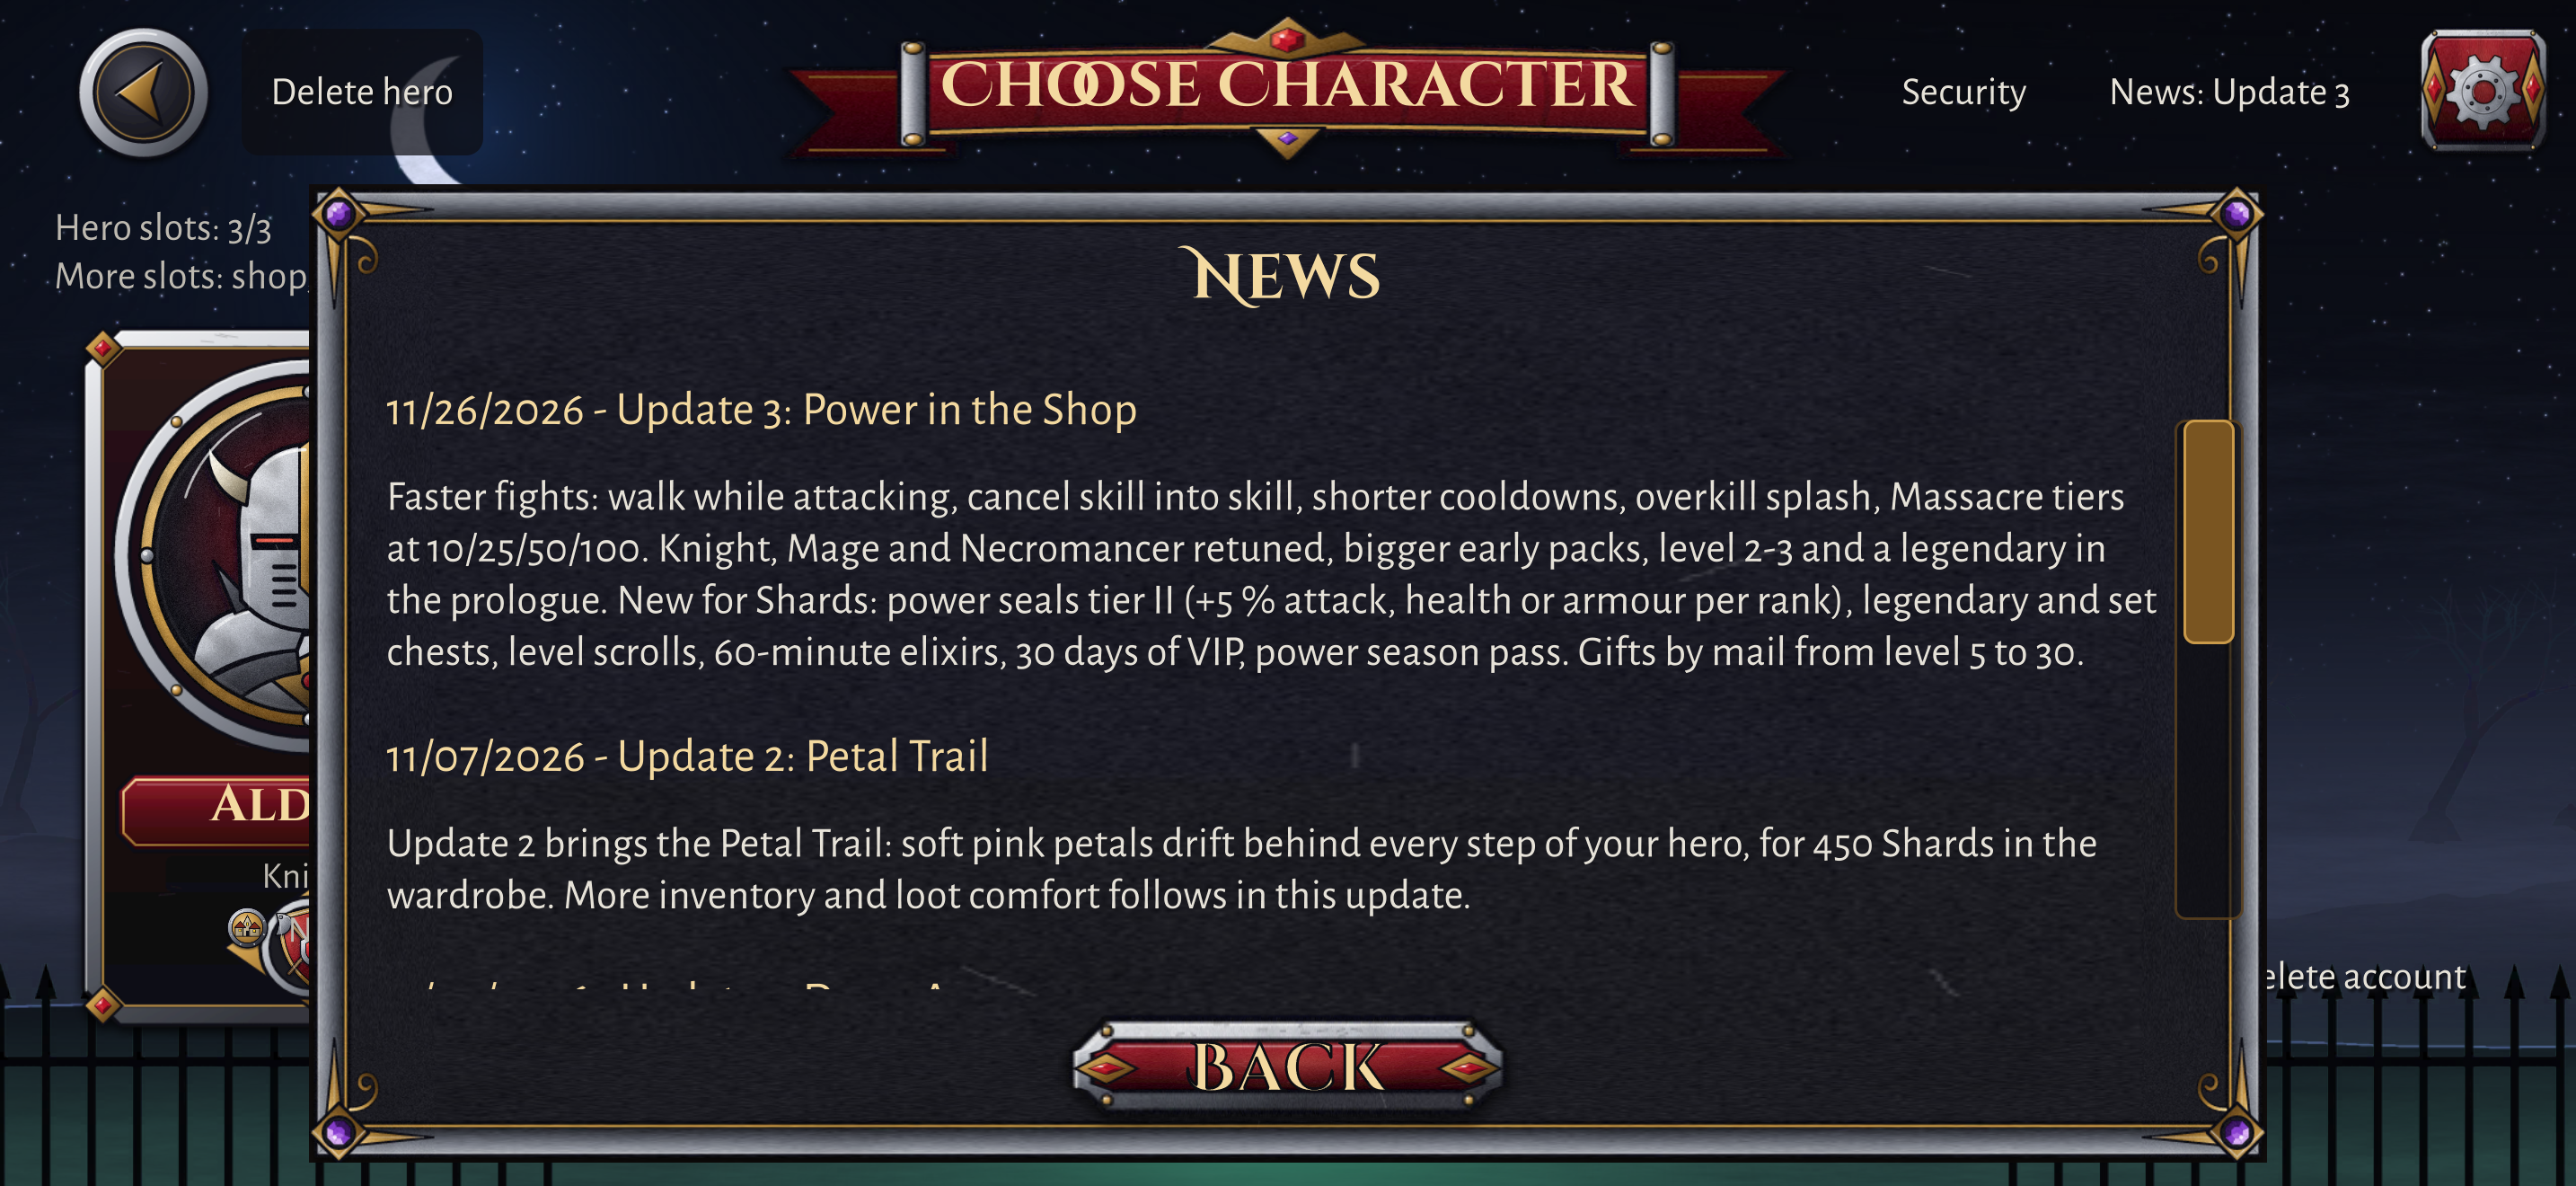 Delete hero
CHOOSE CHARACTER
Security
News: Update 3
Hero slots: 3/3
More slots: shop
NEWS
11/26/2026 - Update 3: Power in the Shop
Faster fights: walk while attacking, cancel skill into skill, shorter cooldowns, overkill splash, Massacre tiers
at 10/25/50/100. Knight, Mage and Necromancer retuned, bigger early packs, level 2-3 and a legendary in
the prologue. New for Shards: power seals tier II (+5 % attack, health or armour per rank), legendary and set
chests, level scrolls, 60-minute elixirs, 30 days of VIP, power season pass. Gifts by mail from level 5 to 30.
11/07/2026 - Update 2: Petal Trail
Update 2 brings the Petal Trail: soft pink petals drift behind every step of your hero, for 450 Shards in the
wardrobe. More inventory and loot comfort follows in this update.
ALD
Kni
elete account
BACK